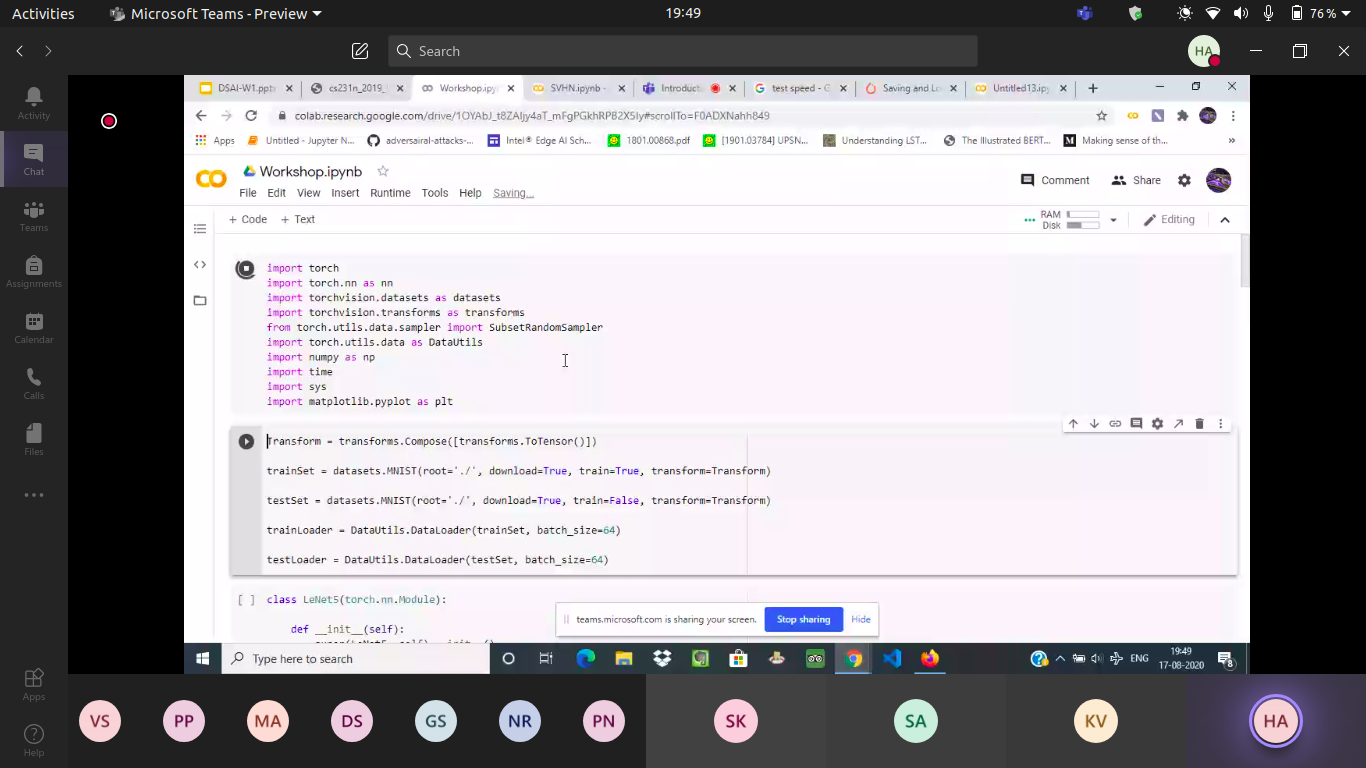 Activities
Microsoft Teams - Preview
19:49
76 %
Search
HA
Activity
Chat
Teams
Assignments
Calendar
Calls
Files
Apps
Help
DSAI-W1.pptx
cs231n_2019_
Workshop.ipy
SVHN.ipynb -
Introduct
test speed - G
Saving and Lo
Untitled13.ipy
colab.research.google.com/drive/1OYAbJ_t8ZAljy4aT_mFgPGkhRP82X5Iy#scrollTo=F0ADXNahh849
Apps
Untitled - Jupyter N...
adversairal-attacks-...
Intel® Edge AI Sch...
1801.00868.pdf
[1901.03784] UPSN...
Understanding LST...
The Illustrated BERT...
Making sense of th...
Workshop.ipynb
Comment
Share
File Edit View Insert Runtime Tools Help Saving...
+ Code + Text
RAM
Disk
Editing
import torch
import torch.nn as nn
import torchvision.datasets as datasets
import torchvision.transforms as transforms
from torch.utils.data.sampler import SubsetRandomSampler
import torch.utils.data as DataUtils
import numpy as np
import time
import sys
import matplotlib.pyplot as plt
Transform = transforms.Compose([transforms.ToTensor()])
trainSet = datasets.MNIST(root='./', download=True, train=True, transform=Transform)
testSet = datasets.MNIST(root='./', download=True, train=False, transform=Transform)
trainLoader = DataUtils.DataLoader(trainSet, batch_size=64)
testLoader = DataUtils.DataLoader(testSet, batch_size=64)
[ ] class LeNet5(torch.nn.Module):
def __init__(self):
teams.microsoft.com is sharing your screen.
Stop sharing
Hide
Type here to search
ENG
19:49
17-08-2020
8
VS
PP
MA
DS
GS
NR
PN
SK
SA
KV
HA